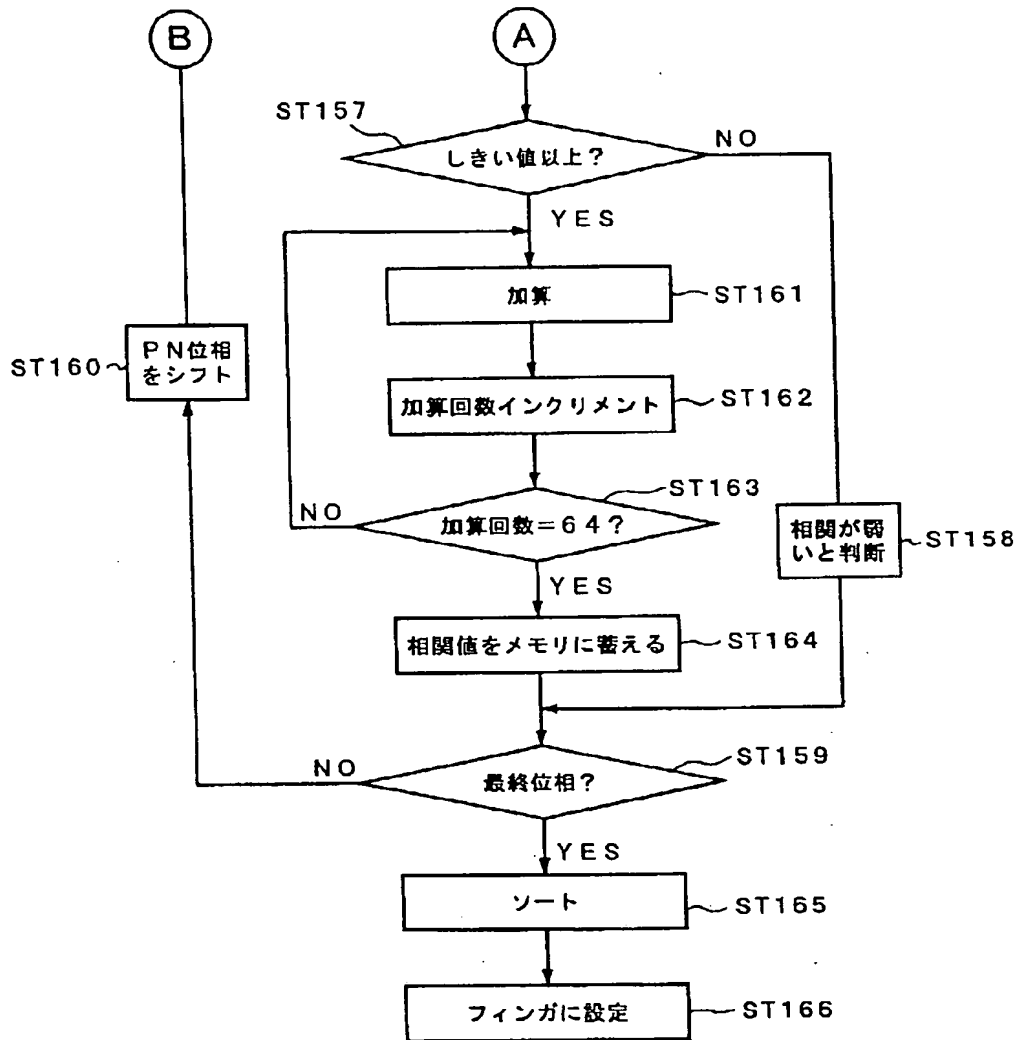 B
A
ST157
しきい値以上?
NO
YES
加算
ST161
ST160
PN位相
をシフト
加算回数インクリメント
ST162
ST163
NO
加算回数=64?
相関が弱
いと判断
ST158
YES
相関値をメモリに蓄える
ST164
ST159
NO
最終位相?
YES
ソート
ST165
フィンガに設定
ST166